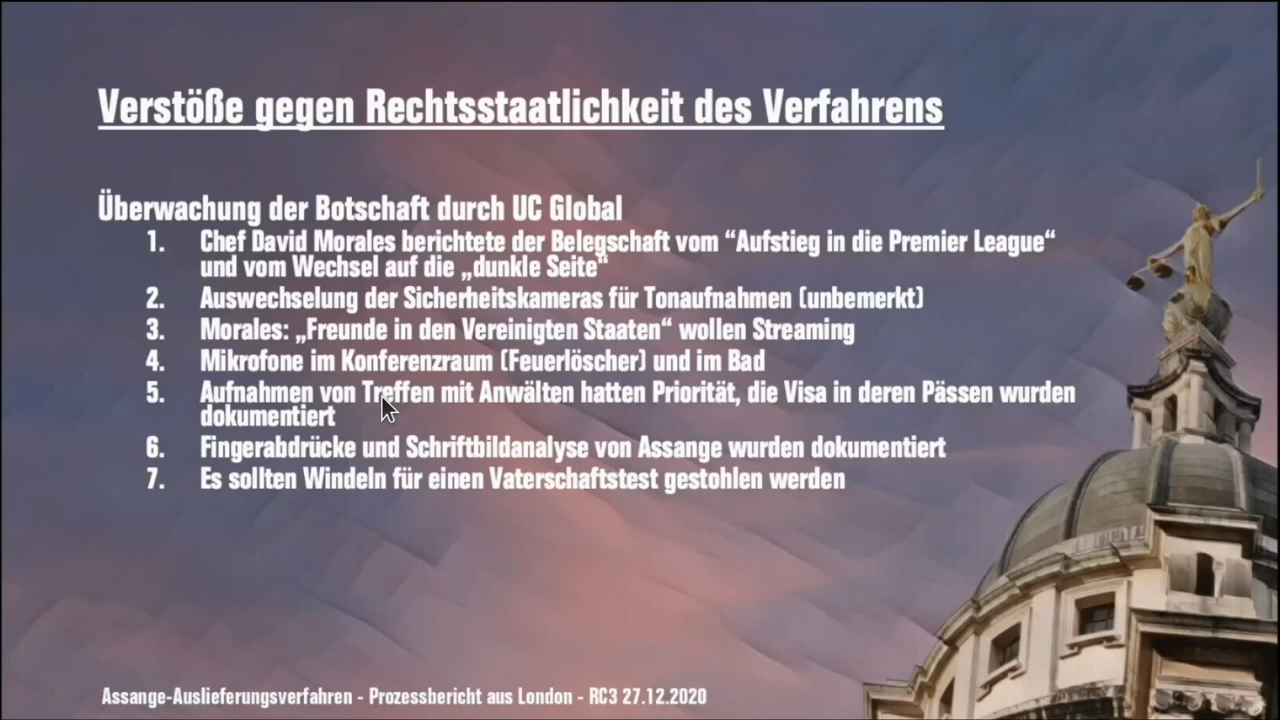 Verstöße gegen Rechtsstaatlichkeit des Verfahrens
Überwachung der Botschaft durch UC Global
1. Chef David Morales berichtete der Belegschaft vom “Aufstieg in die Premier League“
und vom Wechsel auf die „dunkle Seite“
2. Auswechselung der Sicherheitskameras für Tonaufnahmen (unbemerkt)
3. Morales: „Freunde in den Vereinigten Staaten“ wollen Streaming
4. Mikrofone im Konferenzraum (Feuerlöscher) und im Bad
5. Aufnahmen von Treffen mit Anwälten hatten Priorität, die Visa in deren Pässen wurden
dokumentiert
6. Fingerabdrücke und Schriftbildanalyse von Assange wurden dokumentiert
7. Es sollten Windeln für einen Vaterschaftstest gestohlen werden
Assange-Auslieferungsverfahren - Prozessbericht aus London - RC3 27.12.2020